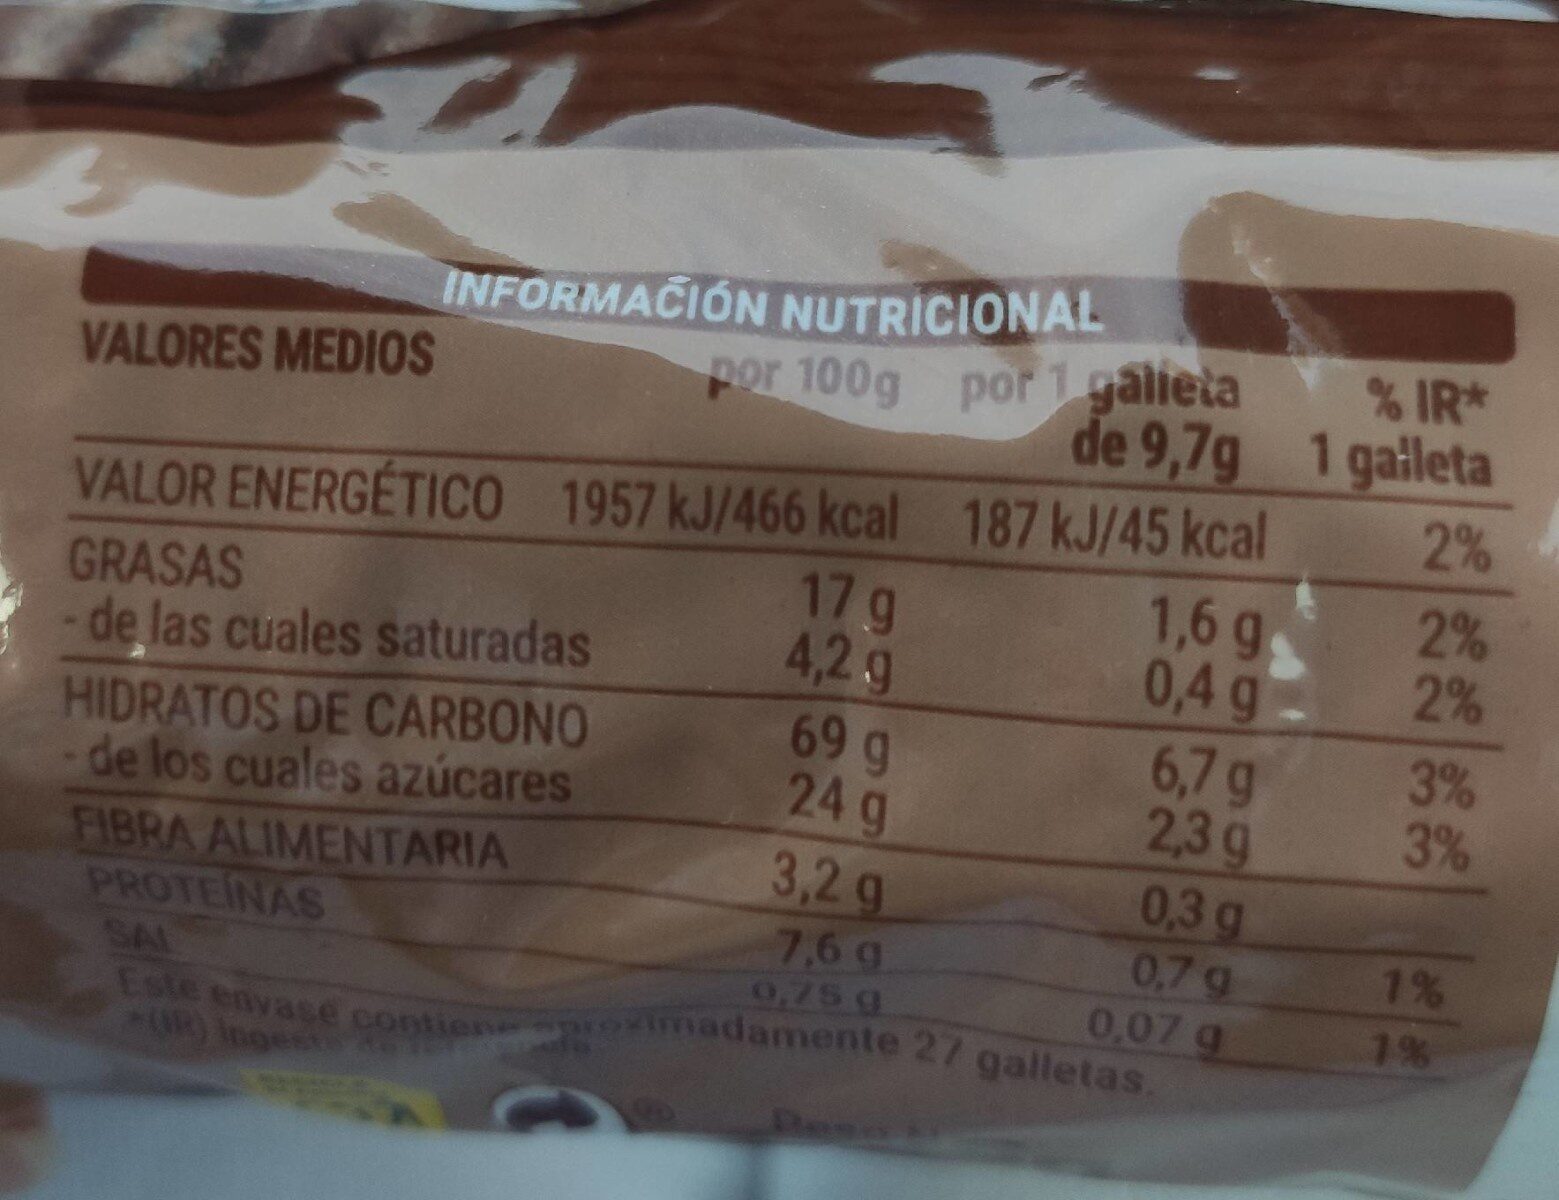 INFORMACIÓN NUTRICIONAL
VALORES MEDIOS por 100g por 1 galleta % IR*
de 9,7g 1 galleta
VALOR ENERGÉTICO 1957 kJ/466 kcal 187 kJ/45 kcal 2%
GRASAS 17 g 1,6 g 2%
- de las cuales saturadas 4,2 g 0,4 g 2%
HIDRATOS DE CARBONO 69 g 6,7 g 3%
- de los cuales azúcares 24 g 2,3 g 3%
FIBRA ALIMENTARIA 3,2 g 0,3 g
PROTEÍNAS 7,6 g 0,7 g 1%
SAL 0,75 g 0,07 g 1%
Este envase contiene aproximadamente 27 galletas.
*(IR) Ingesta